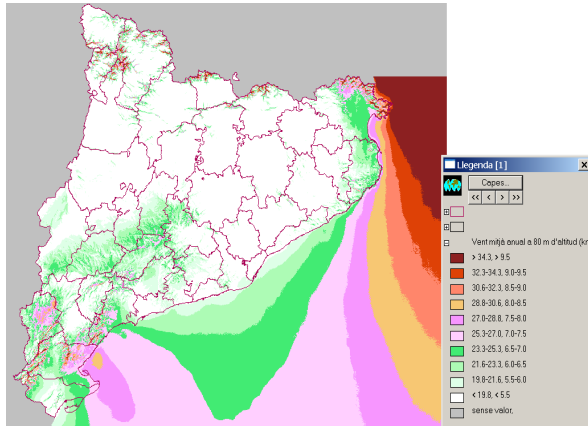 Llegenda [1]
Capes...
<< < > >>
Vent mitjà anual a 80 m d'altitud (km
> 34.3, > 9.5
32.3-34.3, 9.0-9.5
30.6-32.3, 8.5-9.0
28.8-30.6, 8.0-8.5
27.0-28.8, 7.5-8.0
25.3-27.0, 7.0-7.5
23.3-25.3, 6.5-7.0
21.6-23.3, 6.0-6.5
19.8-21.6, 5.5-6.0
< 19.8, < 5.5
sense valor,